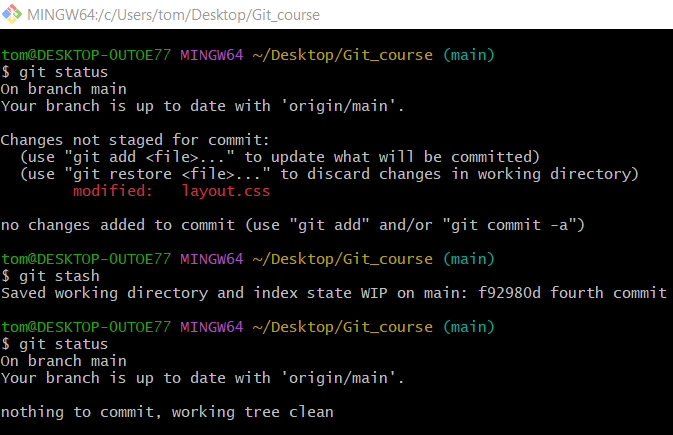 MINGW64:/c/Users/tom/Desktop/Git_course
tom@DESKTOP-OUTOE77 MINGW64 ~/Desktop/Git_course (main)
$ git status
On branch main
Your branch is up to date with 'origin/main'.
Changes not staged for commit:
  (use "git add <file>..." to update what will be committed)
  (use "git restore <file>..." to discard changes in working directory)
        modified:   layout.css
no changes added to commit (use "git add" and/or "git commit -a")
tom@DESKTOP-OUTOE77 MINGW64 ~/Desktop/Git_course (main)
$ git stash
Saved working directory and index state WIP on main: f92980d fourth commit
tom@DESKTOP-OUTOE77 MINGW64 ~/Desktop/Git_course (main)
$ git status
On branch main
Your branch is up to date with 'origin/main'.
nothing to commit, working tree clean